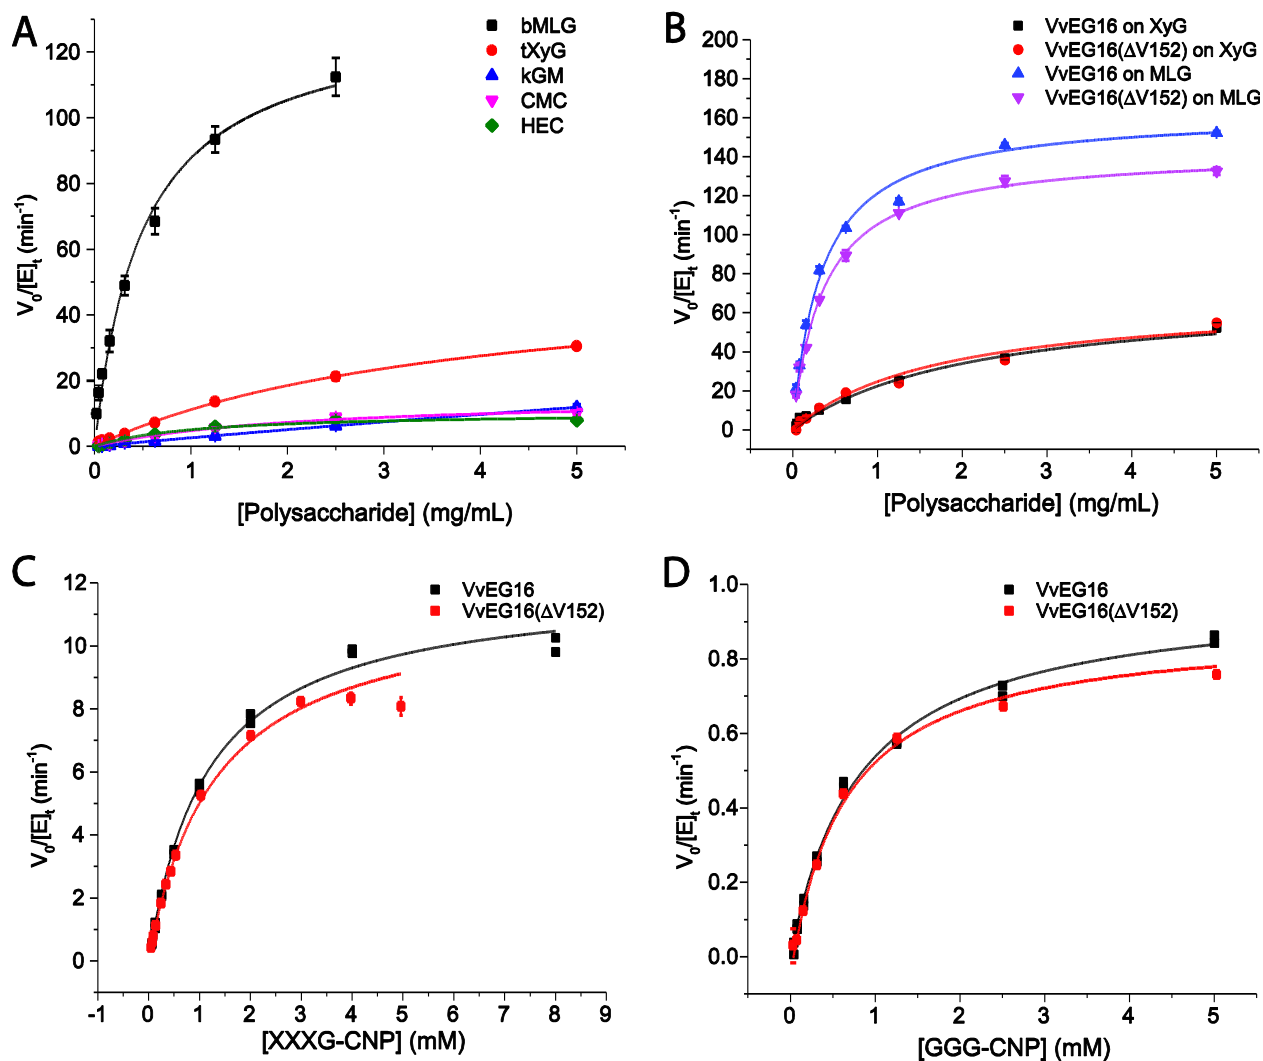 A
bMLG
tXyG
kGM
CMC
HEC
120
100
80
60
40
20
0
V₀/[E]ₜ (min⁻¹)
0 1 2 3 4 5
[Polysaccharide] (mg/mL)
B
VvEG16 on XyG
VvEG16(ΔV152) on XyG
VvEG16 on MLG
VvEG16(ΔV152) on MLG
200
180
160
140
120
100
80
60
40
20
0
V₀/[E]ₜ (min⁻¹)
0 1 2 3 4 5
[Polysaccharide] (mg/mL)
C
VvEG16
VvEG16(ΔV152)
12
10
8
6
4
2
0
V₀/[E]ₜ (min⁻¹)
-1 0 1 2 3 4 5 6 7 8 9
[XXXG-CNP] (mM)
D
VvEG16
VvEG16(ΔV152)
1.0
0.8
0.6
0.4
0.2
0.0
V₀/[E]ₜ (min⁻¹)
0 1 2 3 4 5
[GGG-CNP] (mM)